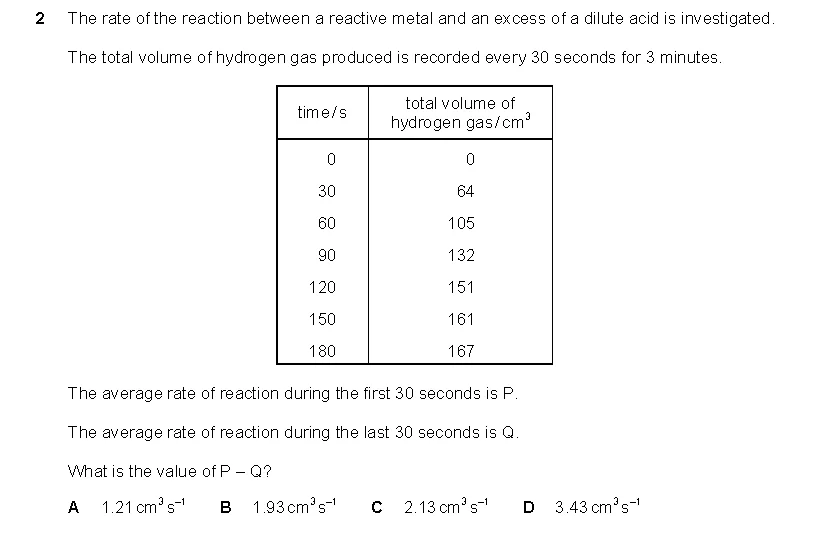 2 The rate of the reaction between a reactive metal and an excess of a dilute acid is investigated.
The total volume of hydrogen gas produced is recorded every 30 seconds for 3 minutes.
time/s total volume of hydrogen gas/cm³
0 0
30 64
60 105
90 132
120 151
150 161
180 167
The average rate of reaction during the first 30 seconds is P.
The average rate of reaction during the last 30 seconds is Q.
What is the value of P – Q?
A 1.21 cm³ s⁻¹ B 1.93 cm³ s⁻¹ C 2.13 cm³ s⁻¹ D 3.43 cm³ s⁻¹